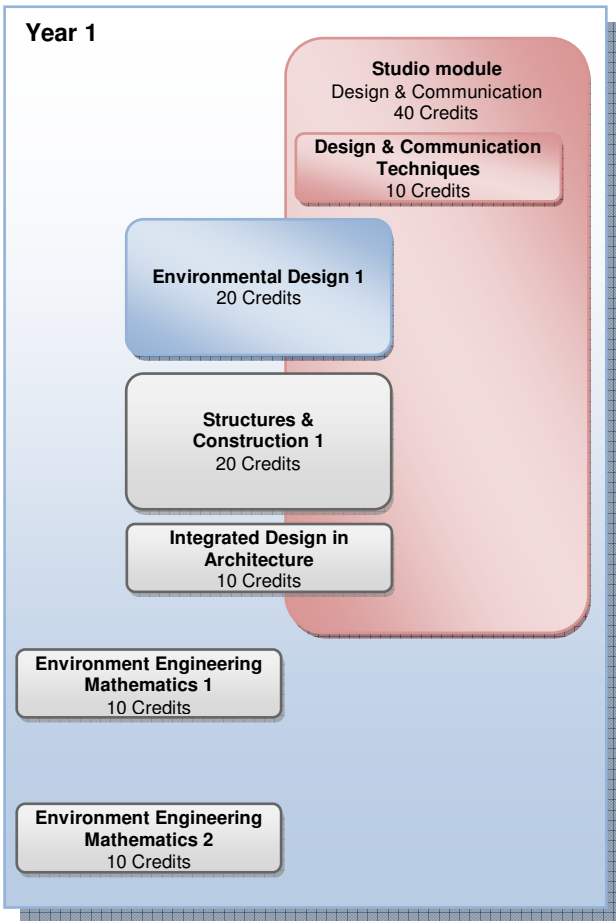 Year 1
Studio module
Design & Communication
40 Credits
Design & Communication
Techniques
10 Credits
Environmental Design 1
20 Credits
Structures &
Construction 1
20 Credits
Integrated Design in
Architecture
10 Credits
Environment Engineering
Mathematics 1
10 Credits
Environment Engineering
Mathematics 2
10 Credits